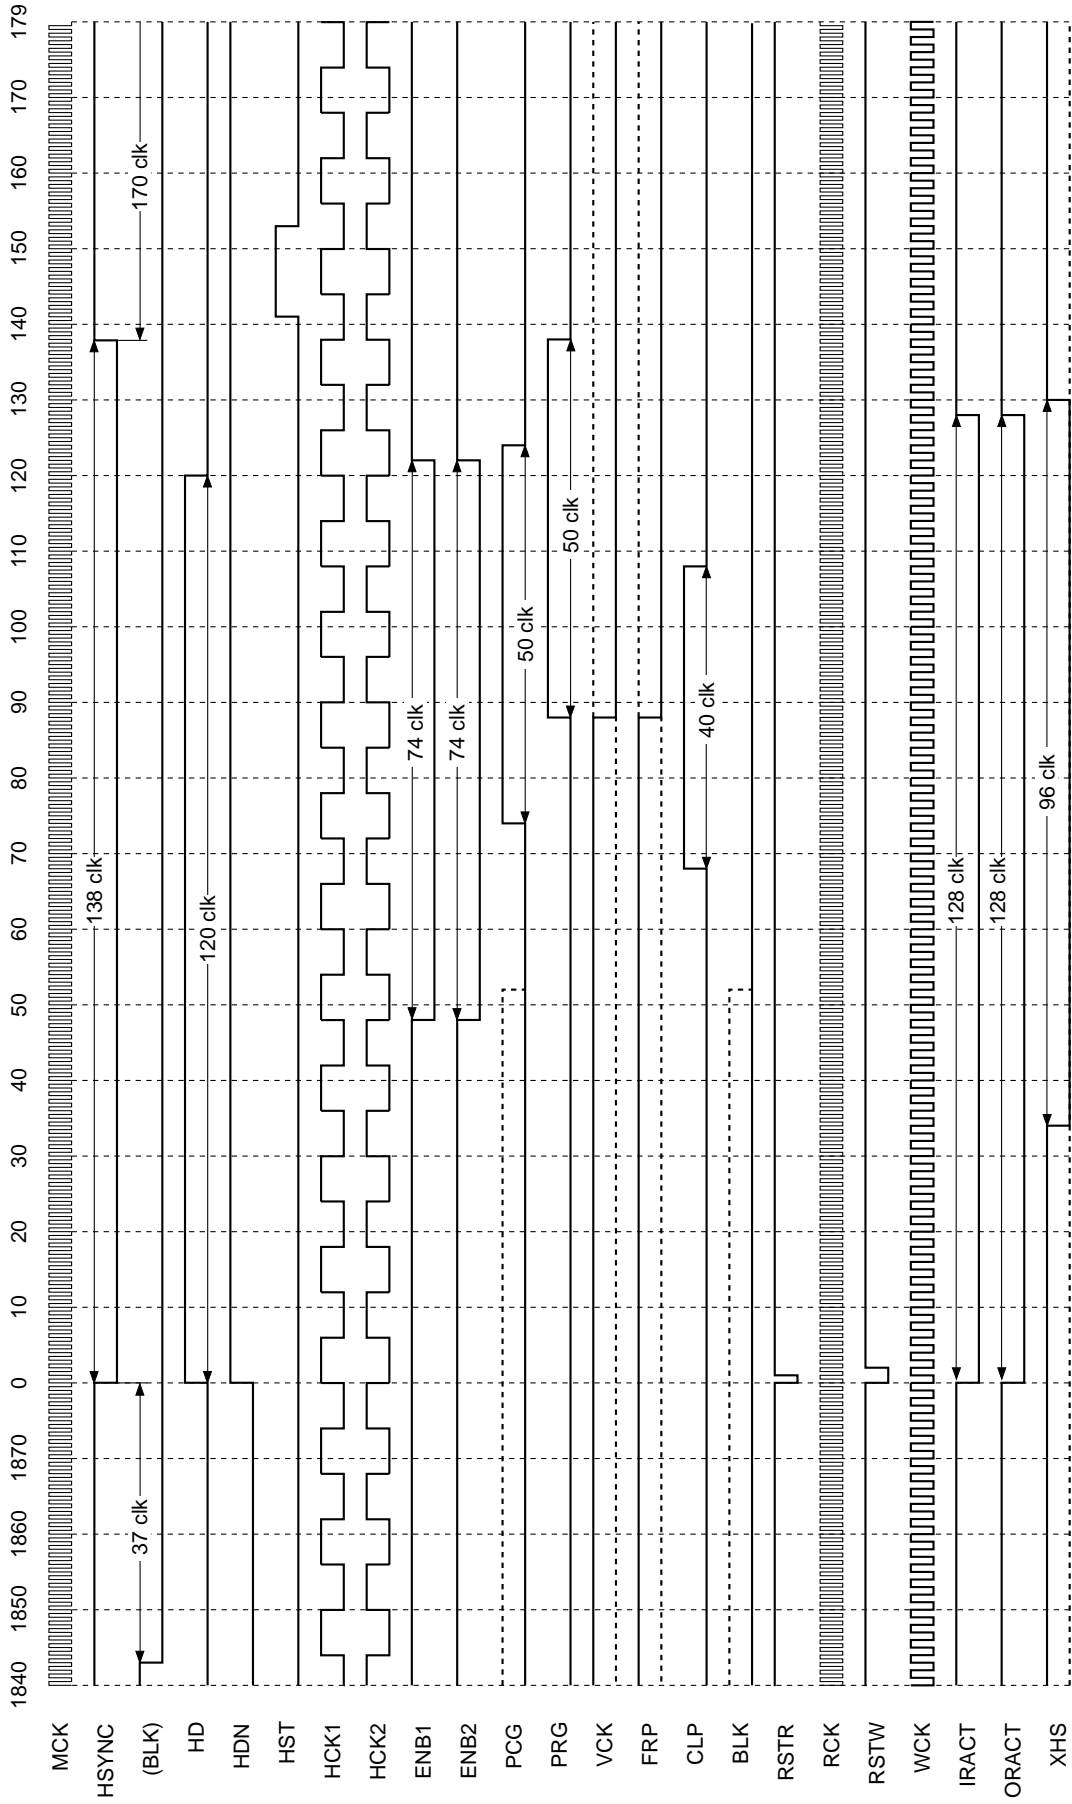 1840 1850 1860 1870 0 10 20 30 40 50 60 70 80 90 100 110 120 130 140 150 160 170 179
MCK
HSYNC 138 clk
(BLK) 37 clk 170 clk
HD 120 clk
HDN
HST
HCK1
HCK2
ENB1 74 clk
ENB2 74 clk
PCG 50 clk
PRG 50 clk
VCK
FRP
CLP 40 clk
BLK
RSTR
RCK
RSTW
WCK
IRACT 128 clk
ORACT 128 clk
XHS 96 clk